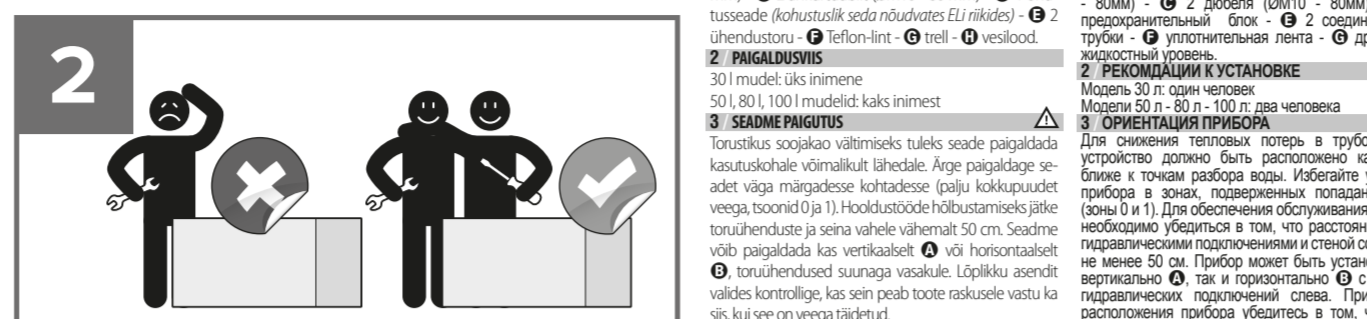 2
tusseade (kohustuslik seda nõudvates ELi riikides) - E 2
ühendustoru - F Teflon-lint - G trell - H vesilood.
2 / PAIGALDUSVIIS
30 l mudel: üks inimene
50 l, 80 l, 100 l mudelid: kaks inimest
3 / SEADME PAIGUTUS
Torustikus soojakao vältimiseks tuleks seade paigaldada
kasutuskohale võimalikult lähedale. Ärge paigaldage se-
adet väga märgadesse kohtadesse (palju kokkupuudet
veega, tsoonid 0 ja 1). Hooldustööde hõlbustamiseks jätke
toruühenduste ja seina vahele vähemalt 50 cm. Seadme
võib paigaldada kas vertikaalselt A või horisontaalselt
B, toruühendused suunaga vasakule. Lõplikku asendit
valides kontrollige, kas sein peab toote raskusele vastu ka
siis, kui see on veega täidetud.
- 80мм) - C 2 дюбеля (ØM10 - 80мм)
предохранительный блок - E 2 соедин
трубки - F уплотнительная лента - G др
жидкостный уровень.
2 / РЕКОМДАЦИИ К УСТАНОВКЕ
Модель 30 л: один человек
Модели 50 л - 80 л - 100 л: два человека
3 / ОРИЕНТАЦИЯ ПРИБОРА
Для снижения тепловых потерь в трубо
устройство должно быть расположено ка
ближе к точкам разбора воды. Избегайте у
прибора в зонах, подверженных попадан
(зоны 0 и 1). Для обеспечения обслуживания
необходимо убедиться в том, что расстоян
гидравлическими подключениями и стеной со
не менее 50 см. Прибор может быть устано
вертикально A, так и горизонтально B с
гидравлических подключений слева. При
расположения прибора убедитесь в том, ч